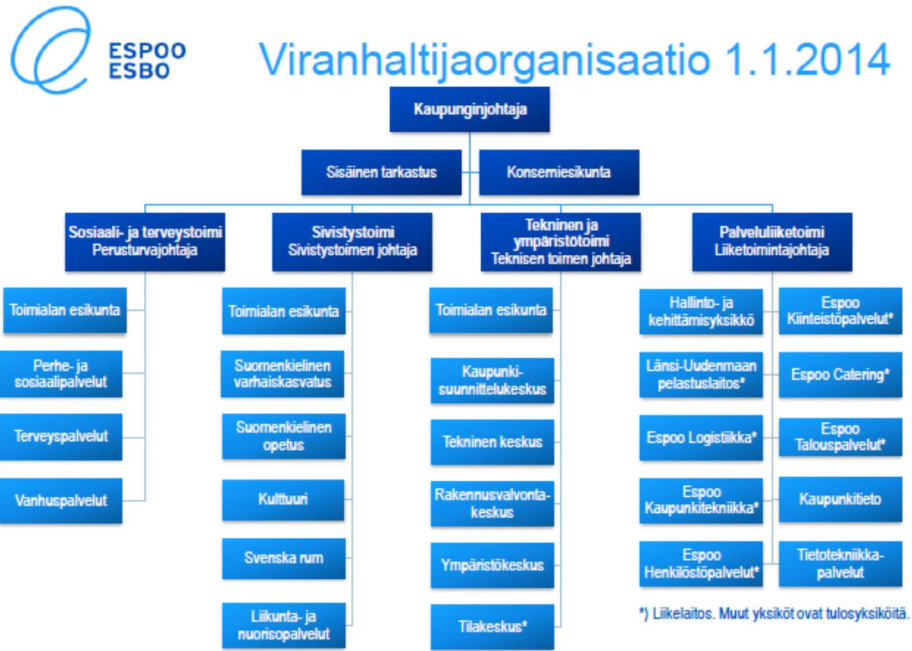 ESPOO
ESBO
Viranhaltijaorganisaatio 1.1.2014
Kaupunginjohtaja
Sisäinen tarkastus
Konserniesikunta
Sosiaali- ja terveystoimi
Perusturvajohtaja
Sivistystoimi
Sivistystoimen johtaja
Tekninen ja
ympäristötoimi
Teknisen toimen johtaja
Palveluliiketoimi
Liiketoimintajohtaja
Toimialan esikunta
Perhe- ja
sosiaalipalvelut
Terveyspalvelut
Vanhuspalvelut
Toimialan esikunta
Suomenkielinen
varhaiskasvatus
Suomenkielinen
opetus
Kulttuuri
Svenska rum
Liikunta- ja
nuorisopalvelut
Toimialan esikunta
Kaupunki-
suunnittelukeskus
Tekninen keskus
Rakennusvalvonta-
keskus
Ympäristökeskus
Tilakeskus*
Hallinto- ja
kehittämisyksikkö
Länsi-Uudenmaan
pelastuslaitos*
Espoo Logistiikka*
Espoo
Kaupunkitekniikka*
Espoo
Henkilöstöpalvelut*
Espoo
Kiinteistöpalvelut*
Espoo Catering*
Espoo
Talouspalvelut*
Kaupunkitieto
Tietotekniikka-
palvelut
*) Liikelaitos. Muut yksiköt ovat tulosyksiköitä.